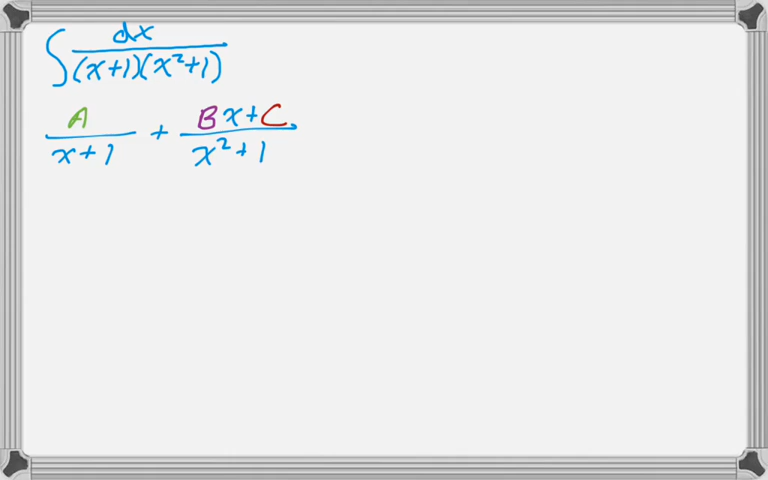 ∫ dx / (x+1)(x²+1)
A / x+1 + Bx+C / x²+1